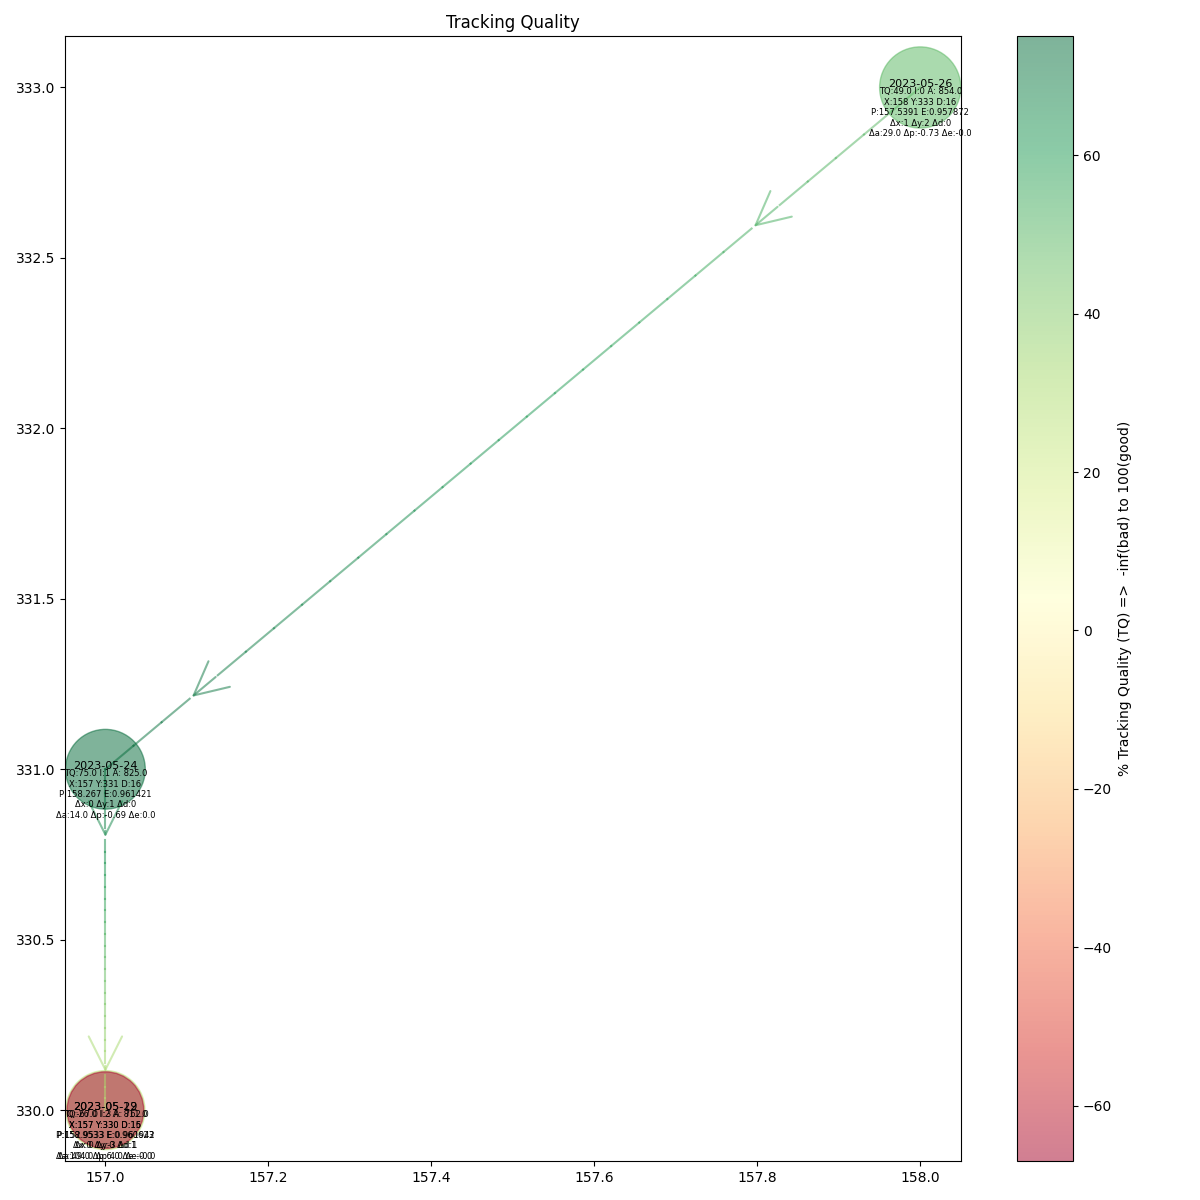 Tracking Quality
333.0
332.5
332.0
331.5
331.0
330.5
330.0
157.0
157.2
157.4
157.6
157.8
158.0
2023-05-26
TQ:49.0 I:0 A: 854.0
X:158 Y:333 D:16
P:157.5391 E:0.957872
Δx:1 Δy:2 Δd:0
Δa:29.0 Δp:-0.73 Δe:-0.0
2023-05-24
TQ:75.0 I:1 A: 825.0
X:157 Y:331 D:16
P:158.267 E:0.961421
Δx:0 Δy:1 Δd:0
Δa:14.0 Δp:-0.69 Δe:0.0
X:157 Y:330 D:16
60
40
20
0
−20
−40
−60
% Tracking Quality (TQ) => -inf(bad) to 100(good)